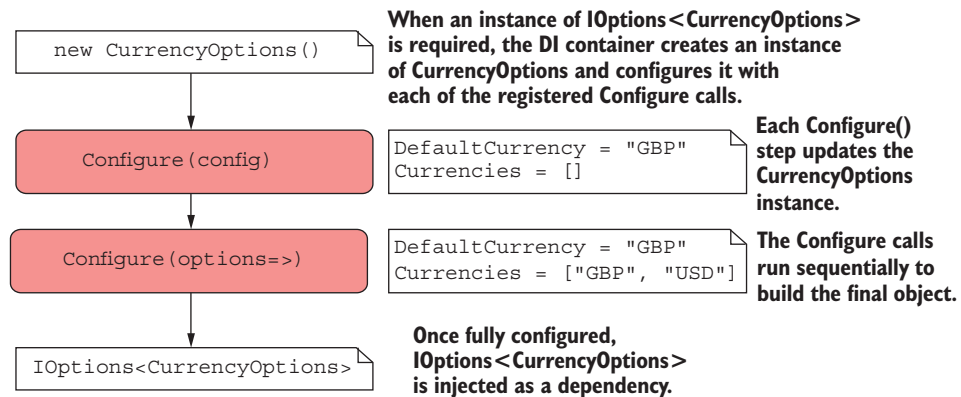 When an instance of IOptions<CurrencyOptions>
is required, the DI container creates an instance
of CurrencyOptions and configures it with
each of the registered Configure calls.
new CurrencyOptions()
Configure(config)
DefaultCurrency = "GBP"
Currencies = []
Each Configure()
step updates the
CurrencyOptions
instance.
Configure(options=>)
DefaultCurrency = "GBP"
Currencies = ["GBP", "USD"]
The Configure calls
run sequentially to
build the final object.
IOptions<CurrencyOptions>
Once fully configured,
IOptions<CurrencyOptions>
is injected as a dependency.